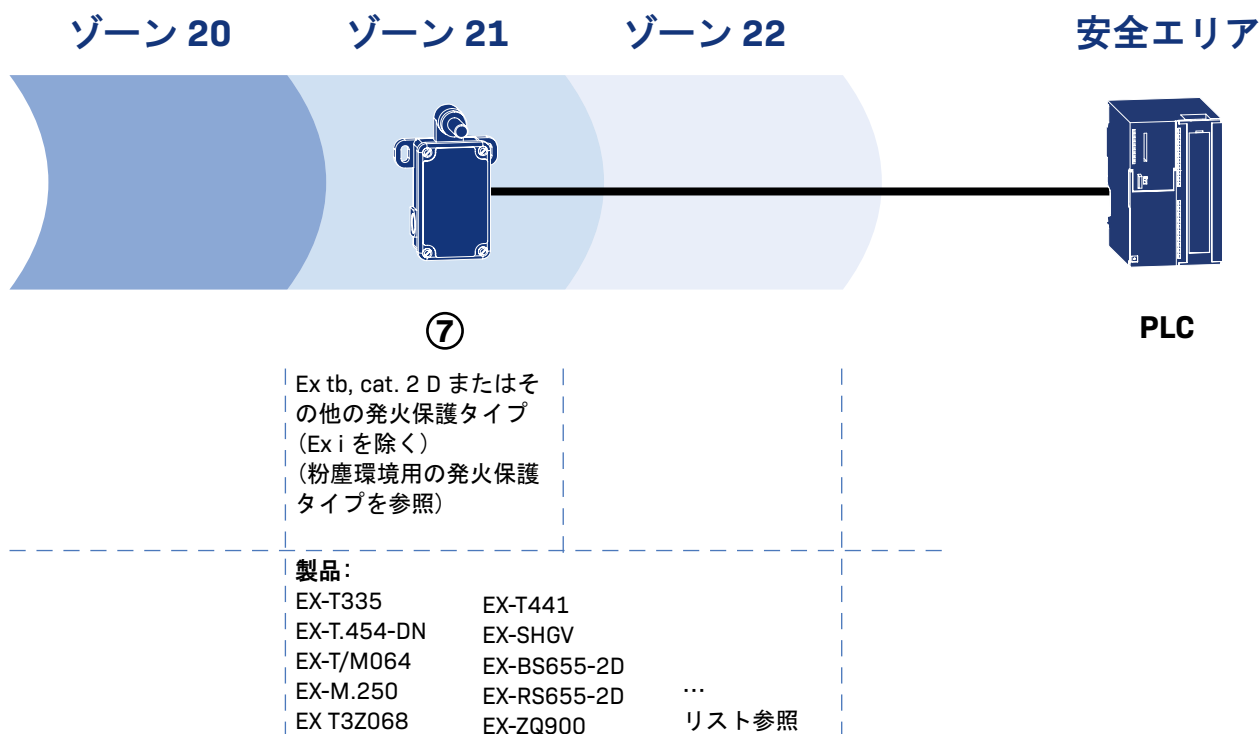 ゾーン 20
ゾーン 21
ゾーン 22
安全エリア
⑦
PLC
Ex tb, cat. 2 D またはそ
の他の発火保護タイプ
(Ex i を除く)
(粉塵環境用の発火保護
タイプを参照)
製品:
EX-T335
EX-T.454-DN
EX-T/M064
EX-M.250
EX T3Z068
EX-T441
EX-SHGV
EX-BS655-2D
EX-RS655-2D
EX-ZQ900
…
リスト参照